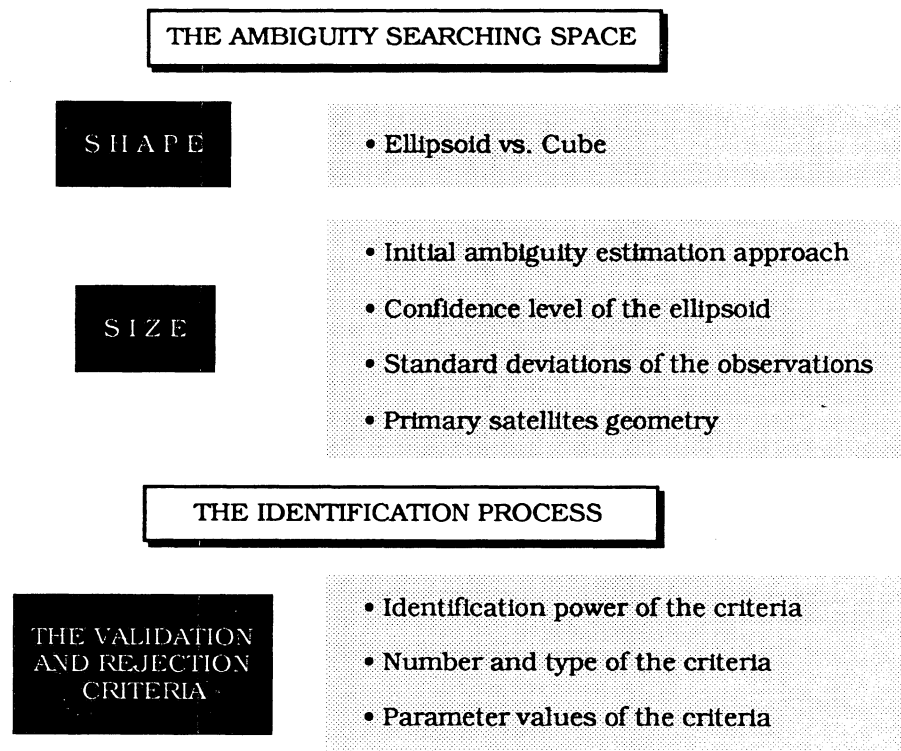 THE AMBIGUITY SEARCHING SPACE
SHAPE
• Ellipsoid vs. Cube
SIZE
• Initial ambiguity estimation approach
• Confidence level of the ellipsoid
• Standard deviations of the observations
• Primary satellites geometry
THE IDENTIFICATION PROCESS
THE VALIDATION
AND REJECTION
CRITERIA
• Identification power of the criteria
• Number and type of the criteria
• Parameter values of the criteria